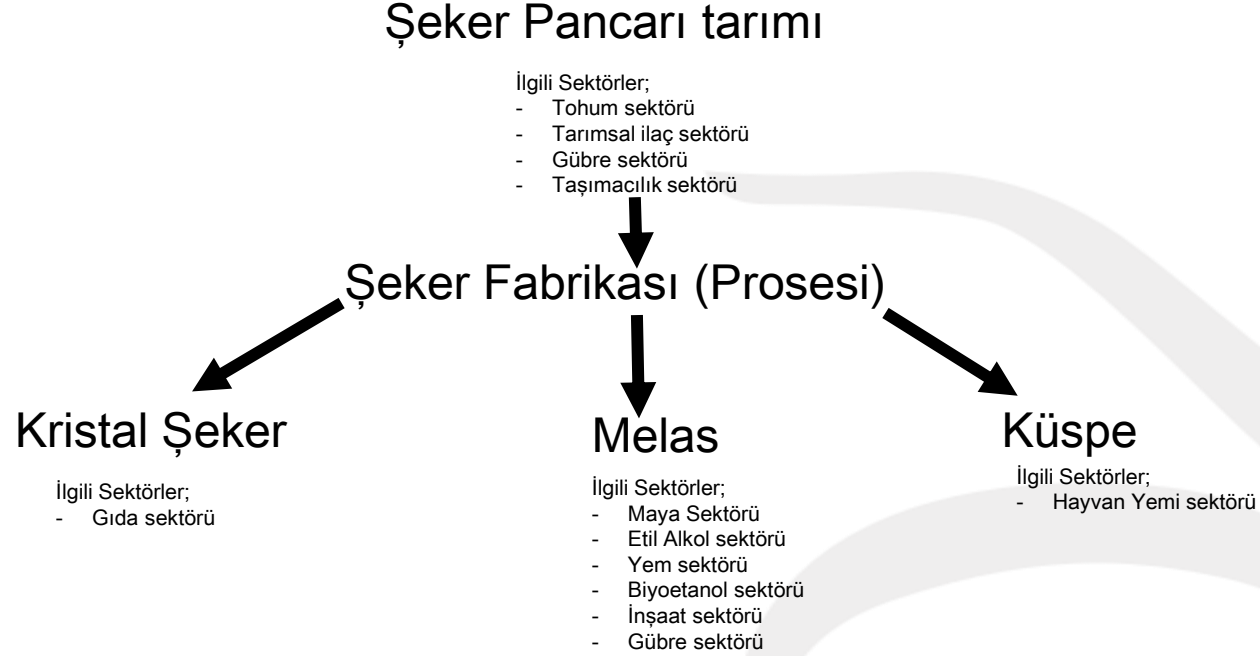 Şeker Pancarı tarımı
İlgili Sektörler;
- Tohum sektörü
- Tarımsal ilaç sektörü
- Gübre sektörü
- Taşımacılık sektörü
Şeker Fabrikası (Prosesi)
Kristal Şeker
İlgili Sektörler;
- Gıda sektörü
Melas
İlgili Sektörler;
- Maya Sektörü
- Etil Alkol sektörü
- Yem sektörü
- Biyoetanol sektörü
- İnşaat sektörü
- Gübre sektörü
Küspe
İlgili Sektörler;
- Hayvan Yemi sektörü